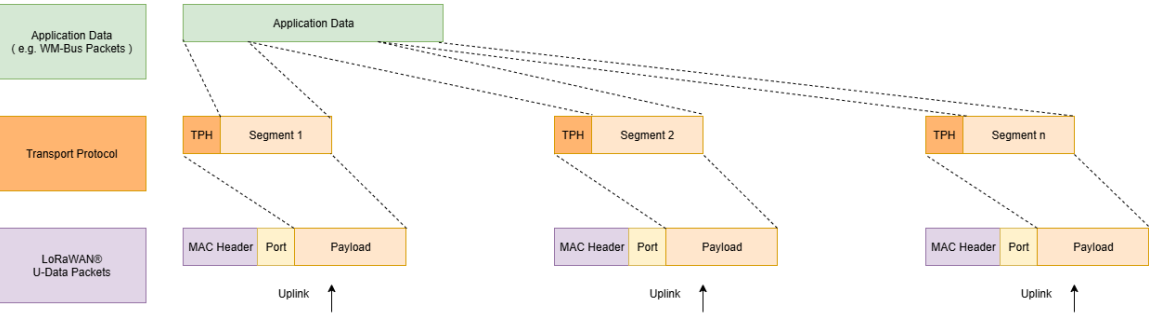 Application Data
( e.g. WM-Bus Packets )
Application Data
Transport Protocol
TPH
Segment 1
TPH
Segment 2
TPH
Segment n
LoRaWAN®
U-Data Packets
MAC Header
Port
Payload
MAC Header
Port
Payload
MAC Header
Port
Payload
Uplink
Uplink
Uplink